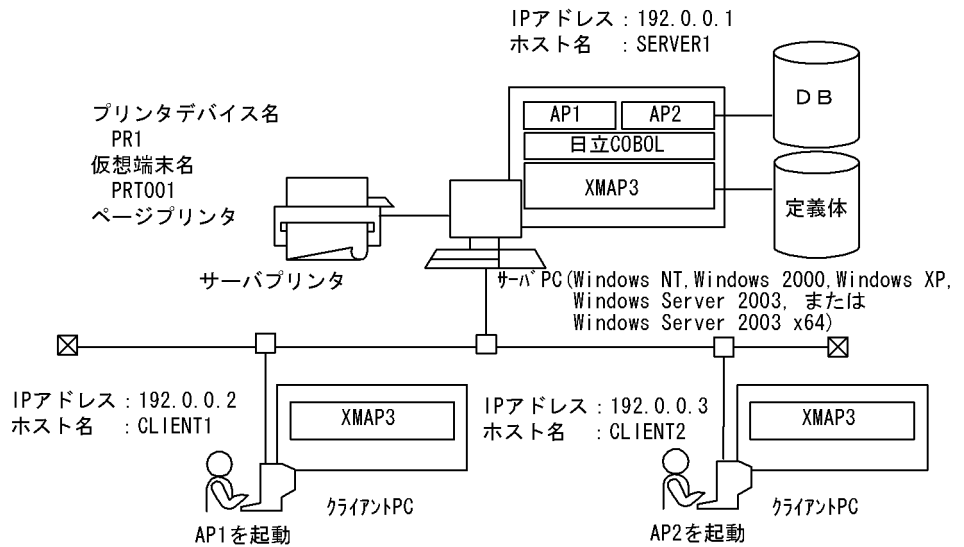 IPアドレス：192.0.0.1
ホスト名　：SERVER1
DB
AP1
AP2
日立COBOL
XMAP3
定義体
プリンタデバイス名
PR1
仮想端末名
PRT001
ページプリンタ
サーバプリンタ
ｻｰﾊﾞPC(Windows NT,Windows 2000,Windows XP,
Windows Server 2003, または
Windows Server 2003 x64)
IPアドレス：192.0.0.2
ホスト名　：CLIENT1
XMAP3
ｸﾗｲｱﾝﾄPC
AP1を起動
IPアドレス：192.0.0.3
ホスト名　：CLIENT2
XMAP3
ｸﾗｲｱﾝﾄPC
AP2を起動